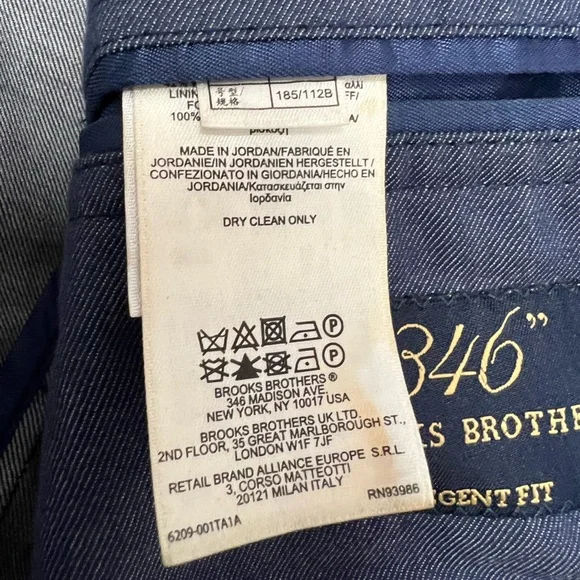 LININ
FO
100%
号型/
规格
185/112B
FF/
A/
MADE IN JORDAN/FABRIQUÉ EN
JORDANIE/IN JORDANIEN HERGESTELLT/
CONFEZIONATO IN GIORDANIA/HECHO EN
JORDANIA/Κατασκευάζεται στην
Ιορδανία
DRY CLEAN ONLY
P
P
BROOKS BROTHERS®
346 MADISON AVE.
NEW YORK, NY 10017 USA
BROOKS BROTHERS UK LTD.
2ND FLOOR, 35 GREAT MARLBOROUGH ST.,
LONDON W1F 7JF
RETAIL BRAND ALLIANCE EUROPE S.R.L.
3, CORSO MATTEOTTI
20121 MILAN ITALY
RN93986
6209-001TA1A
346”
KS BROTHE
GENT FIT